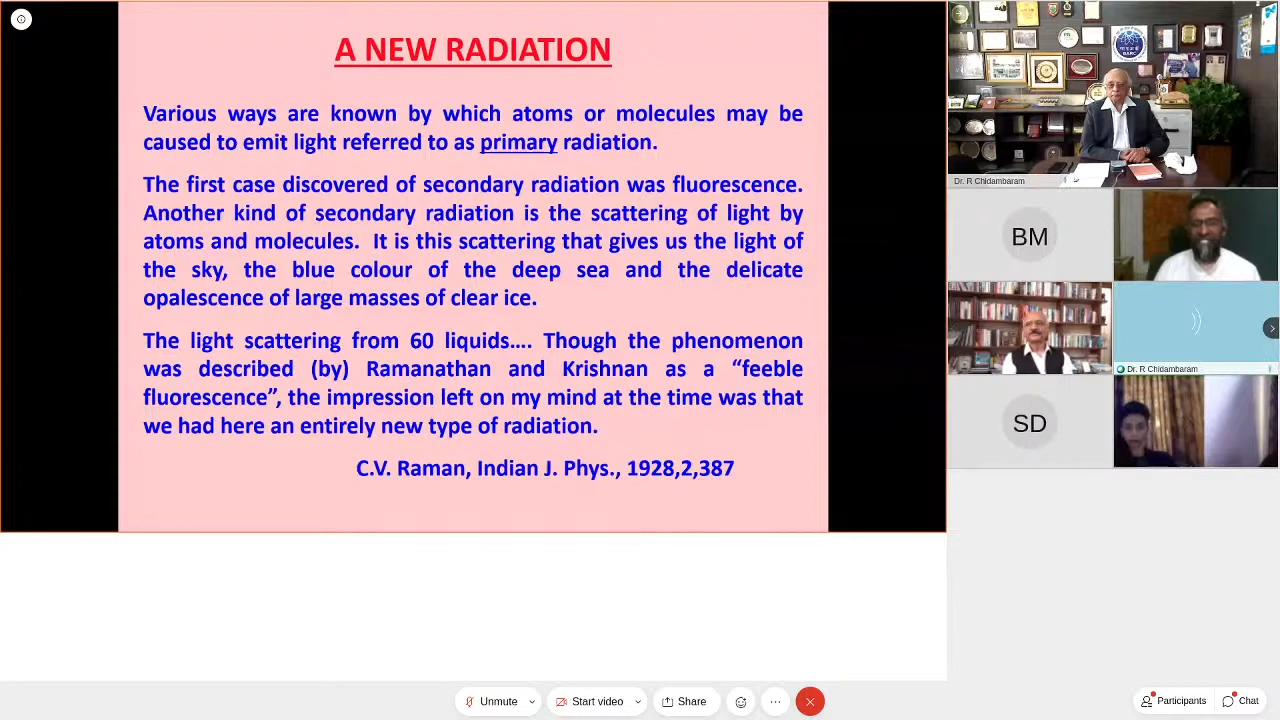 A NEW RADIATION
Various ways are known by which atoms or molecules may be
caused to emit light referred to as primary radiation.
The first case discovered of secondary radiation was fluorescence.
Another kind of secondary radiation is the scattering of light by
atoms and molecules. It is this scattering that gives us the light of
the sky, the blue colour of the deep sea and the delicate
opalescence of large masses of clear ice.
The light scattering from 60 liquids.... Though the phenomenon
was described (by) Ramanathan and Krishnan as a “feeble
fluorescence”, the impression left on my mind at the time was that
we had here an entirely new type of radiation.
C.V. Raman, Indian J. Phys., 1928,2,387
BARC
Dr. R Chidambaram
BM
Dr. R Chidambaram
SD
Unmute
Start video
Share
Participants
Chat